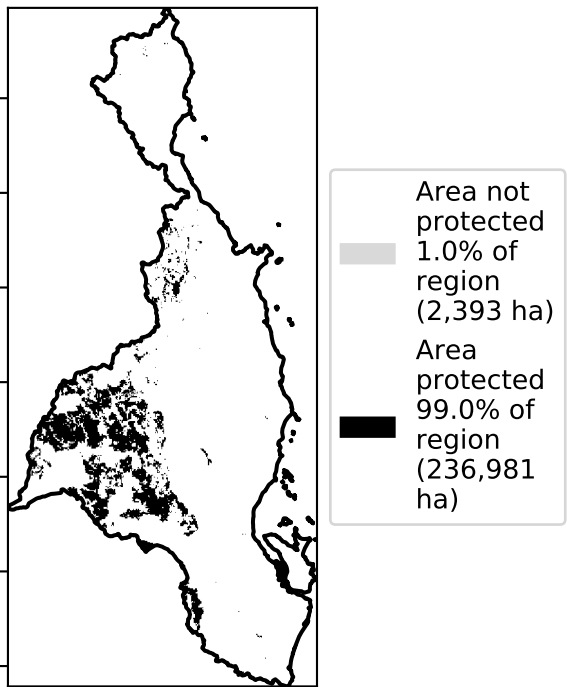 Area not
protected
1.0% of
region
(2,393 ha)
Area
protected
99.0% of
region
(236,981
ha)